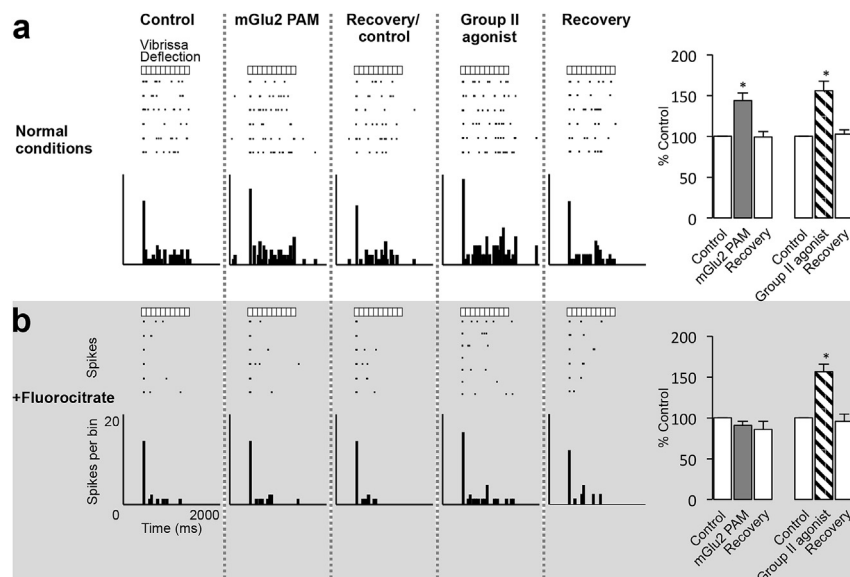 a
Control
mGlu2 PAM
Recovery/
control
Group II
agonist
Recovery
Vibrissa
Deflection
Normal
conditions
200
150
100
50
0
% Control
*
*
Control
mGlu2 PAM
Recovery
Control
Group II agonist
Recovery
b
Spikes
+Fluorocitrate
20
Spikes per bin
0
2000
Time (ms)
200
150
100
50
0
% Control
*
Control
mGlu2 PAM
Recovery
Control
Group II agonist
Recovery